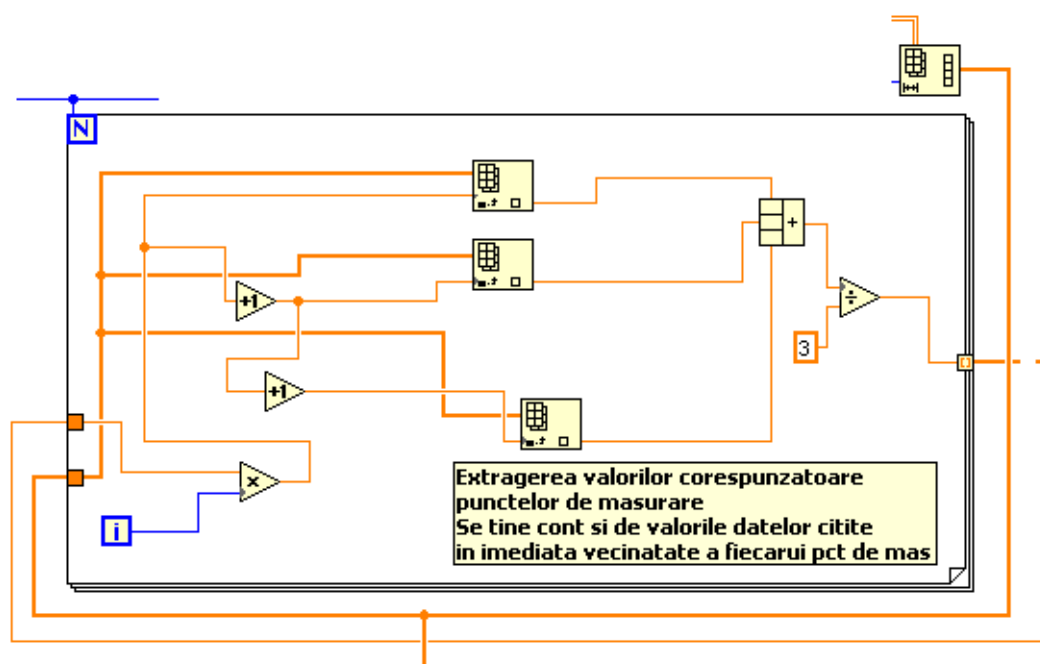 N
+1
+
÷
+1
3
x
i
Extragerea valorilor corespunzatoare
punctelor de masurare
Se tine cont si de valorile datelor citite
in imediata vecinatate a fiecarui pct de mas